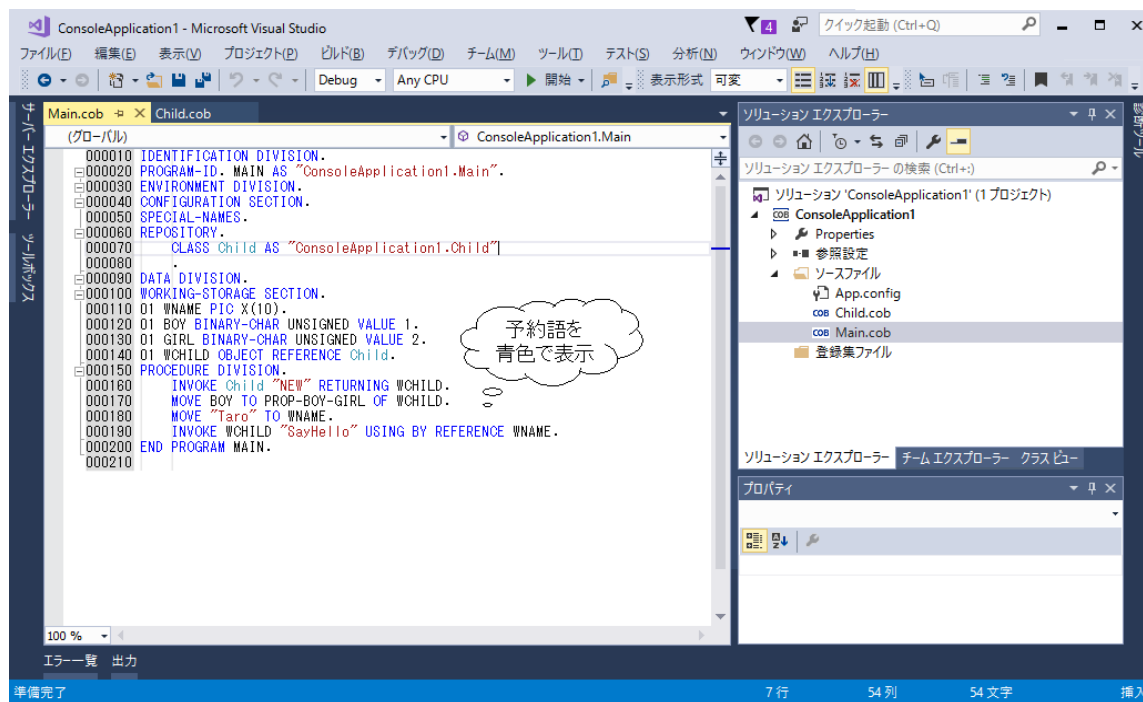 ConsoleApplication1 - Microsoft Visual Studio
4
クイック起動 (Ctrl+Q)
ファイル(F) 編集(E) 表示(V) プロジェクト(P) ビルド(B) デバッグ(D) チーム(M) ツール(T) テスト(S) 分析(N) ウィンドウ(W) ヘルプ(H)
Debug Any CPU 開始 表示形式 可変
サーバー エクスプローラー
ツールボックス
Main.cob Child.cob
(グローバル) ConsoleApplication1.Main
000010 IDENTIFICATION DIVISION.
000020 PROGRAM-ID. MAIN AS "ConsoleApplication1.Main".
000030 ENVIRONMENT DIVISION.
000040 CONFIGURATION SECTION.
000050 SPECIAL-NAMES.
000060 REPOSITORY.
000070     CLASS Child AS "ConsoleApplication1.Child"
000080     .
000090 DATA DIVISION.
000100 WORKING-STORAGE SECTION.
000110 01 WNAME PIC X(10).
000120 01 BOY BINARY-CHAR UNSIGNED VALUE 1.
000130 01 GIRL BINARY-CHAR UNSIGNED VALUE 2.
000140 01 WCHILD OBJECT REFERENCE Child.
000150 PROCEDURE DIVISION.
000160     INVOKE Child "NEW" RETURNING WCHILD.
000170     MOVE BOY TO PROP-BOY-GIRL OF WCHILD.
000180     MOVE "Taro" TO WNAME.
000190     INVOKE WCHILD "SayHello" USING BY REFERENCE WNAME.
000200 END PROGRAM MAIN.
000210
予約語を
青色で表示
100 %
ソリューション エクスプローラー
ソリューション エクスプローラー の検索 (Ctrl+:)
ソリューション 'ConsoleApplication1' (1 プロジェクト)
COB ConsoleApplication1
Properties
参照設定
ソースファイル
App.config
COB Child.cob
COB Main.cob
登録集ファイル
ソリューション エクスプローラー チーム エクスプローラー クラス ビュー
プロパティ
診断ツール
エラー一覧 出力
準備完了 7 行 54 列 54 文字 挿入